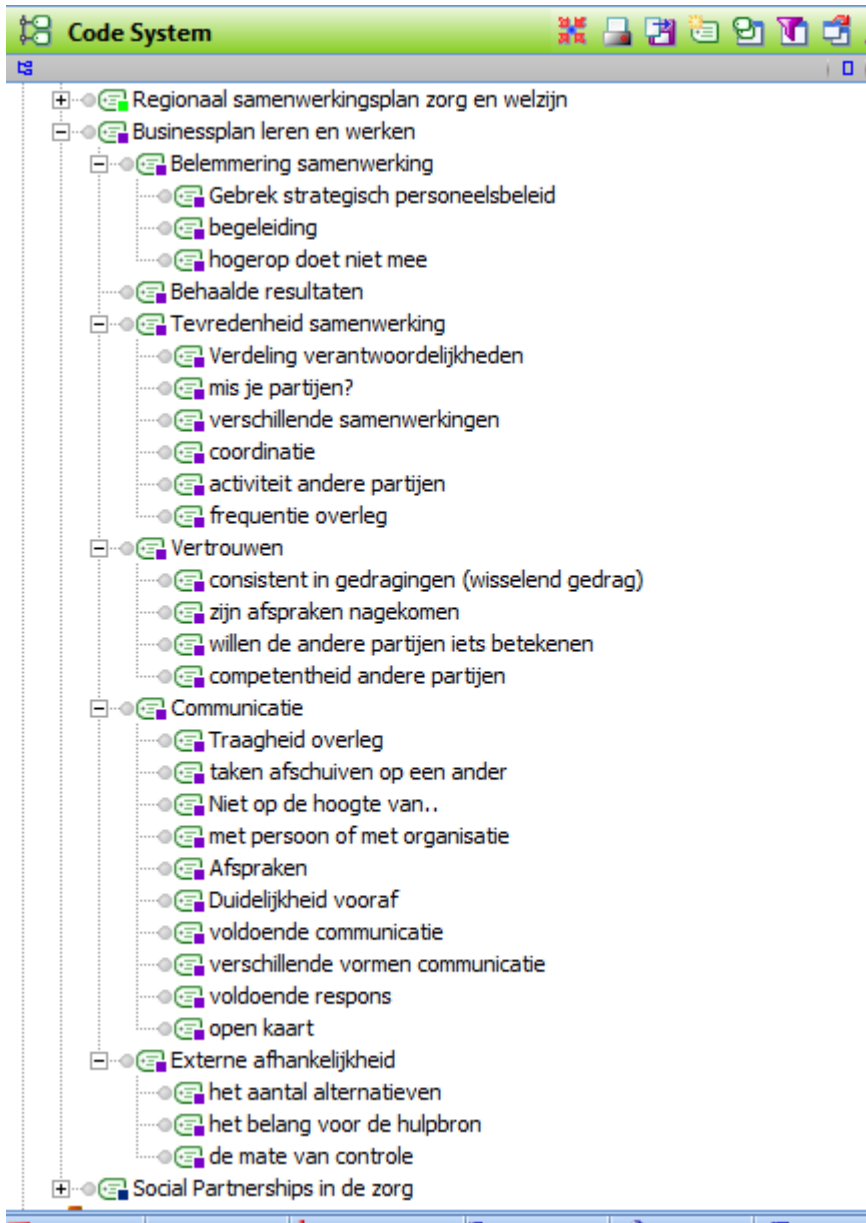 Code System
Regionaal samenwerkingsplan zorg en welzijn
Businessplan leren en werken
Belemmering samenwerking
Gebrek strategisch personeelsbeleid
begeleiding
hogerop doet niet mee
Behaalde resultaten
Tevredenheid samenwerking
Verdeling verantwoordelijkheden
mis je partijen?
verschillende samenwerkingen
coordinatie
activiteit andere partijen
frequentie overleg
Vertrouwen
consistent in gedragingen (wisselend gedrag)
zijn afspraken nagekomen
willen de andere partijen iets betekenen
competentheid andere partijen
Communicatie
Traagheid overleg
taken afschuiven op een ander
Niet op de hoogte van..
met persoon of met organisatie
Afspraken
Duidelijkheid vooraf
voldoende communicatie
verschillende vormen communicatie
voldoende respons
open kaart
Externe afhankelijkheid
het aantal alternatieven
het belang voor de hulpbron
de mate van controle
Social Partnerships in de zorg